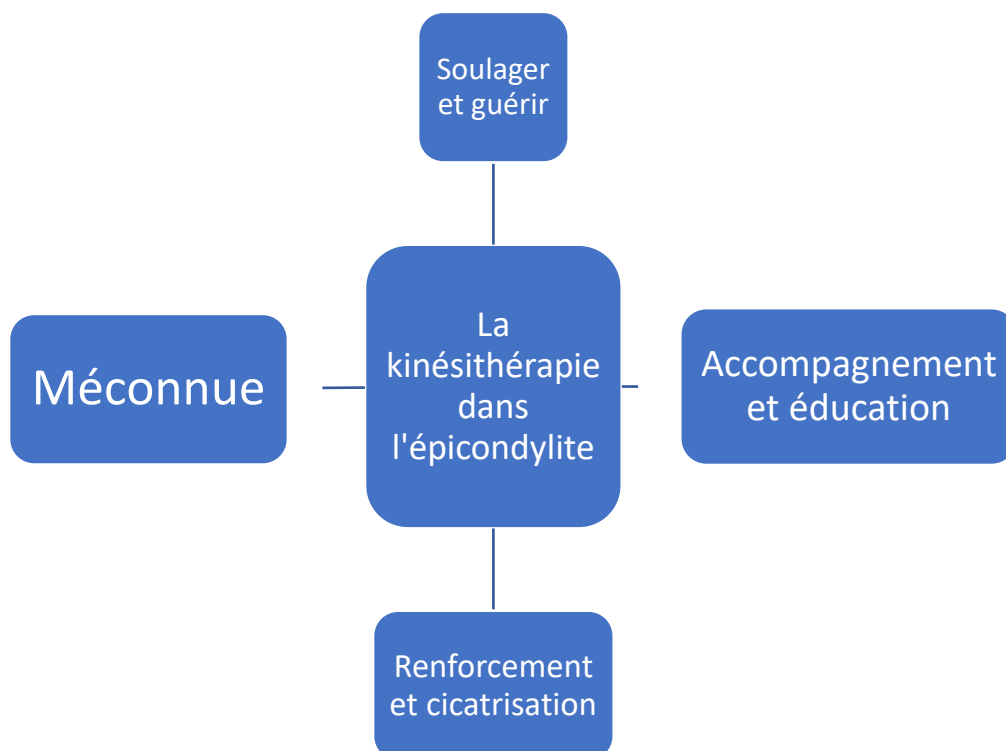 Soulager
et guérir
Méconnue
La
kinésithérapie
dans
l'épicondylite
Accompagnement
et éducation
Renforcement
et cicatrisation